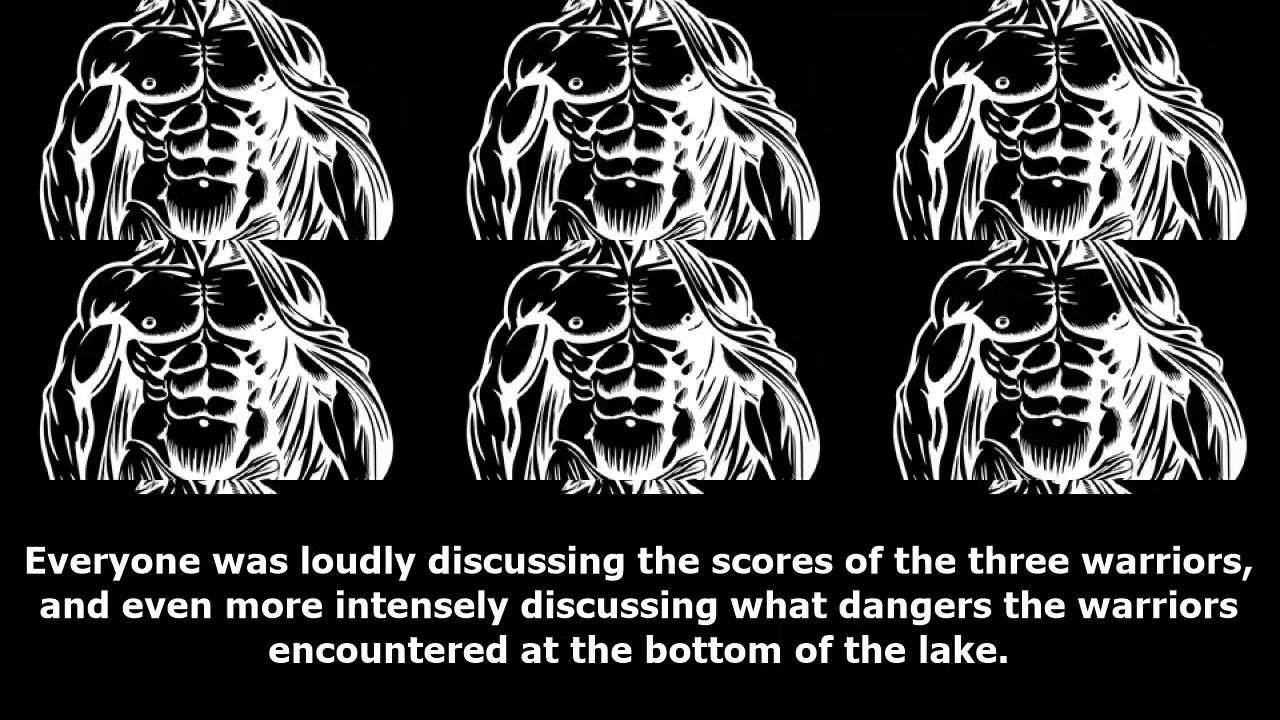 Everyone was loudly discussing the scores of the three warriors,
and even more intensely discussing what dangers the warriors
encountered at the bottom of the lake.